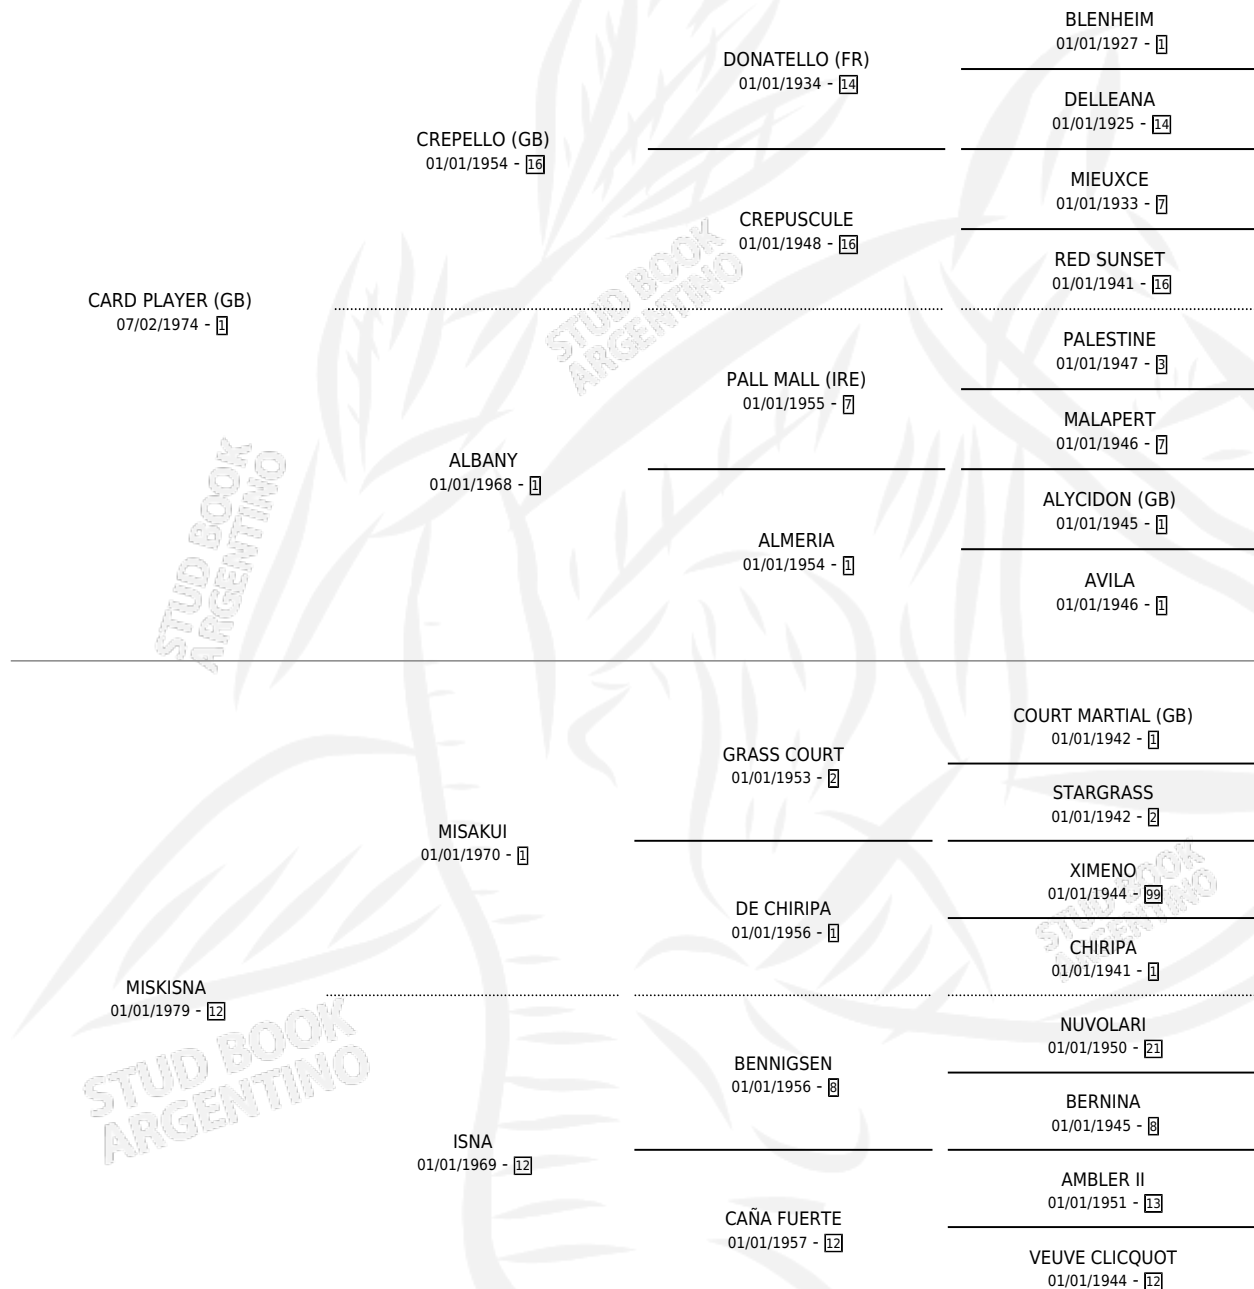 BLENHEIM
01/01/1927 - 1
DONATELLO (FR)
01/01/1934 - 14
DELLEANA
01/01/1925 - 14
CREPELLO (GB)
01/01/1954 - 16
MIEUXCE
01/01/1933 - 7
CREPUSCULE
01/01/1948 - 16
RED SUNSET
01/01/1941 - 16
CARD PLAYER (GB)
07/02/1974 - 1
STUD BOOK
ARGENTINO
PALESTINE
01/01/1947 - 3
PALL MALL (IRE)
01/01/1955 - 7
MALAPERT
01/01/1946 - 7
ALBANY
01/01/1968 - 1
ALYCIDON (GB)
01/01/1945 - 1
ALMERIA
01/01/1954 - 1
AVILA
01/01/1946 - 1
STUD BOOK
ARGENTINO
COURT MARTIAL (GB)
01/01/1942 - 1
GRASS COURT
01/01/1953 - 2
STARGRASS
01/01/1942 - 2
MISAKUI
01/01/1970 - 1
XIMENO
01/01/1944 - 99
DE CHIRIPA
01/01/1956 - 1
CHIRIPA
01/01/1941 - 1
STUD BOOK
ARGENTINO
MISKISNA
01/01/1979 - 12
STUD BOOK
ARGENTINO
NUVOLARI
01/01/1950 - 21
BENNIGSEN
01/01/1956 - 8
BERNINA
01/01/1945 - 8
ISNA
01/01/1969 - 12
AMBLER II
01/01/1951 - 13
CAÑA FUERTE
01/01/1957 - 12
VEUVE CLICQUOT
01/01/1944 - 12